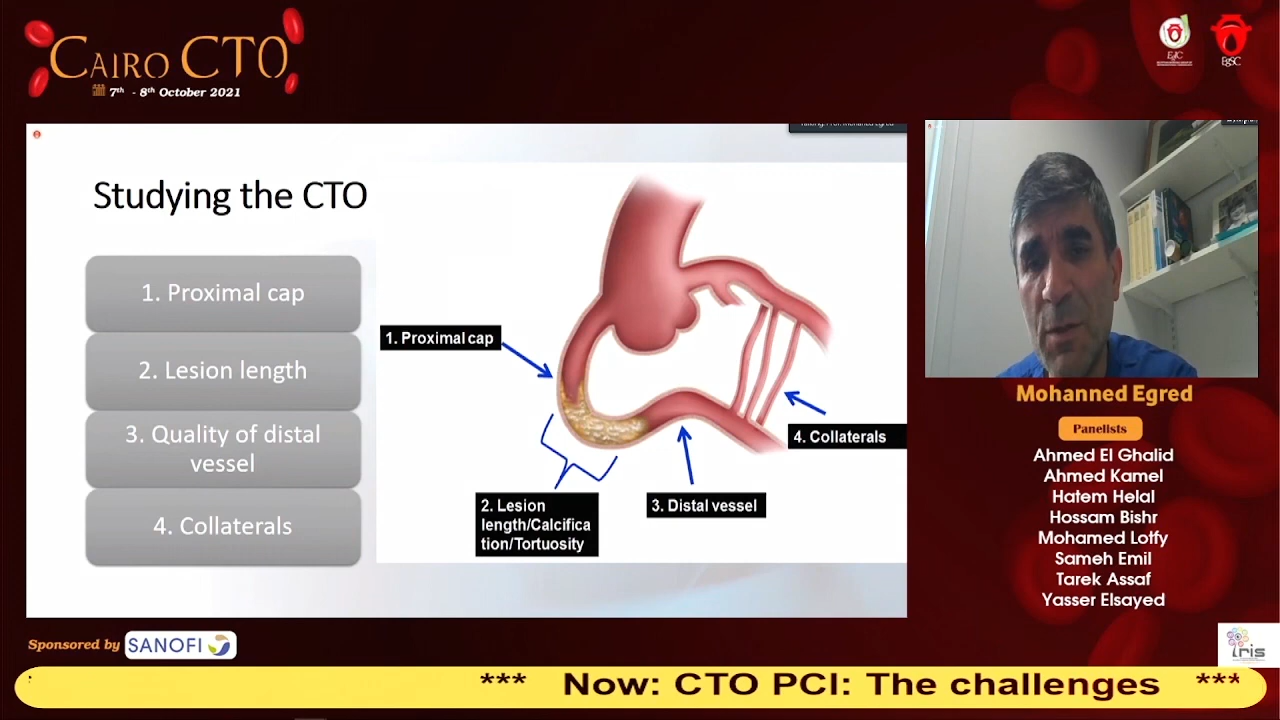 CAIRO CTO
7th - 8th October 2021
EgSC
Studying the CTO
1. Proximal cap
2. Lesion length
3. Quality of distal
vessel
4. Collaterals
1. Proximal cap
2. Lesion
length/Calcifica
tion/Tortuosity
3. Distal vessel
4. Collaterals
Mohanned Egred
Panelists
Ahmed El Ghalid
Ahmed Kamel
Hatem Helal
Hossam Bishr
Mohamed Lotfy
Sameh Emil
Tarek Assaf
Yasser Elsayed
Sponsored by SANOFI
iris
*** Now: CTO PCI: The challenges ***